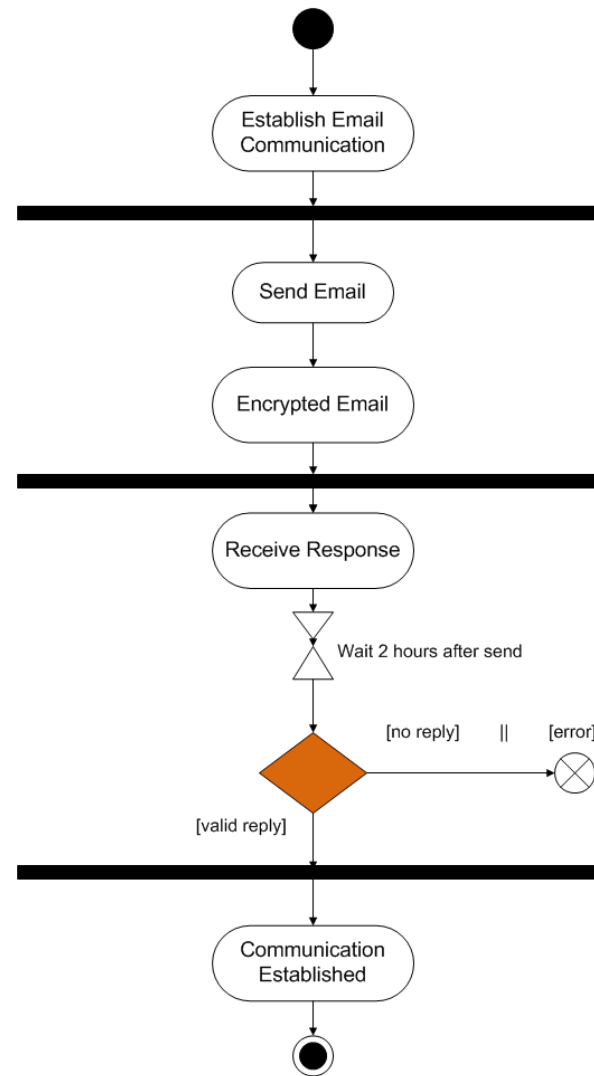 Establish Email
Communication
Send Email
Encrypted Email
Receive Response
Wait 2 hours after send
[no reply] || [error]
[valid reply]
Communication
Established